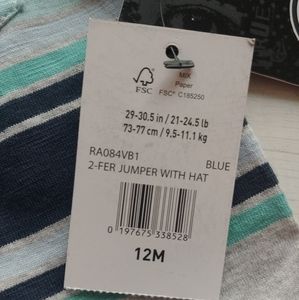 FSC
MIX
Paper
FSC® C185250
29-30.5 in / 21-24.5 lb
73-77 cm / 9.5-11.1 kg
RA084VB1 BLUE
2-FER JUMPER WITH HAT
0 197675 338528
12M